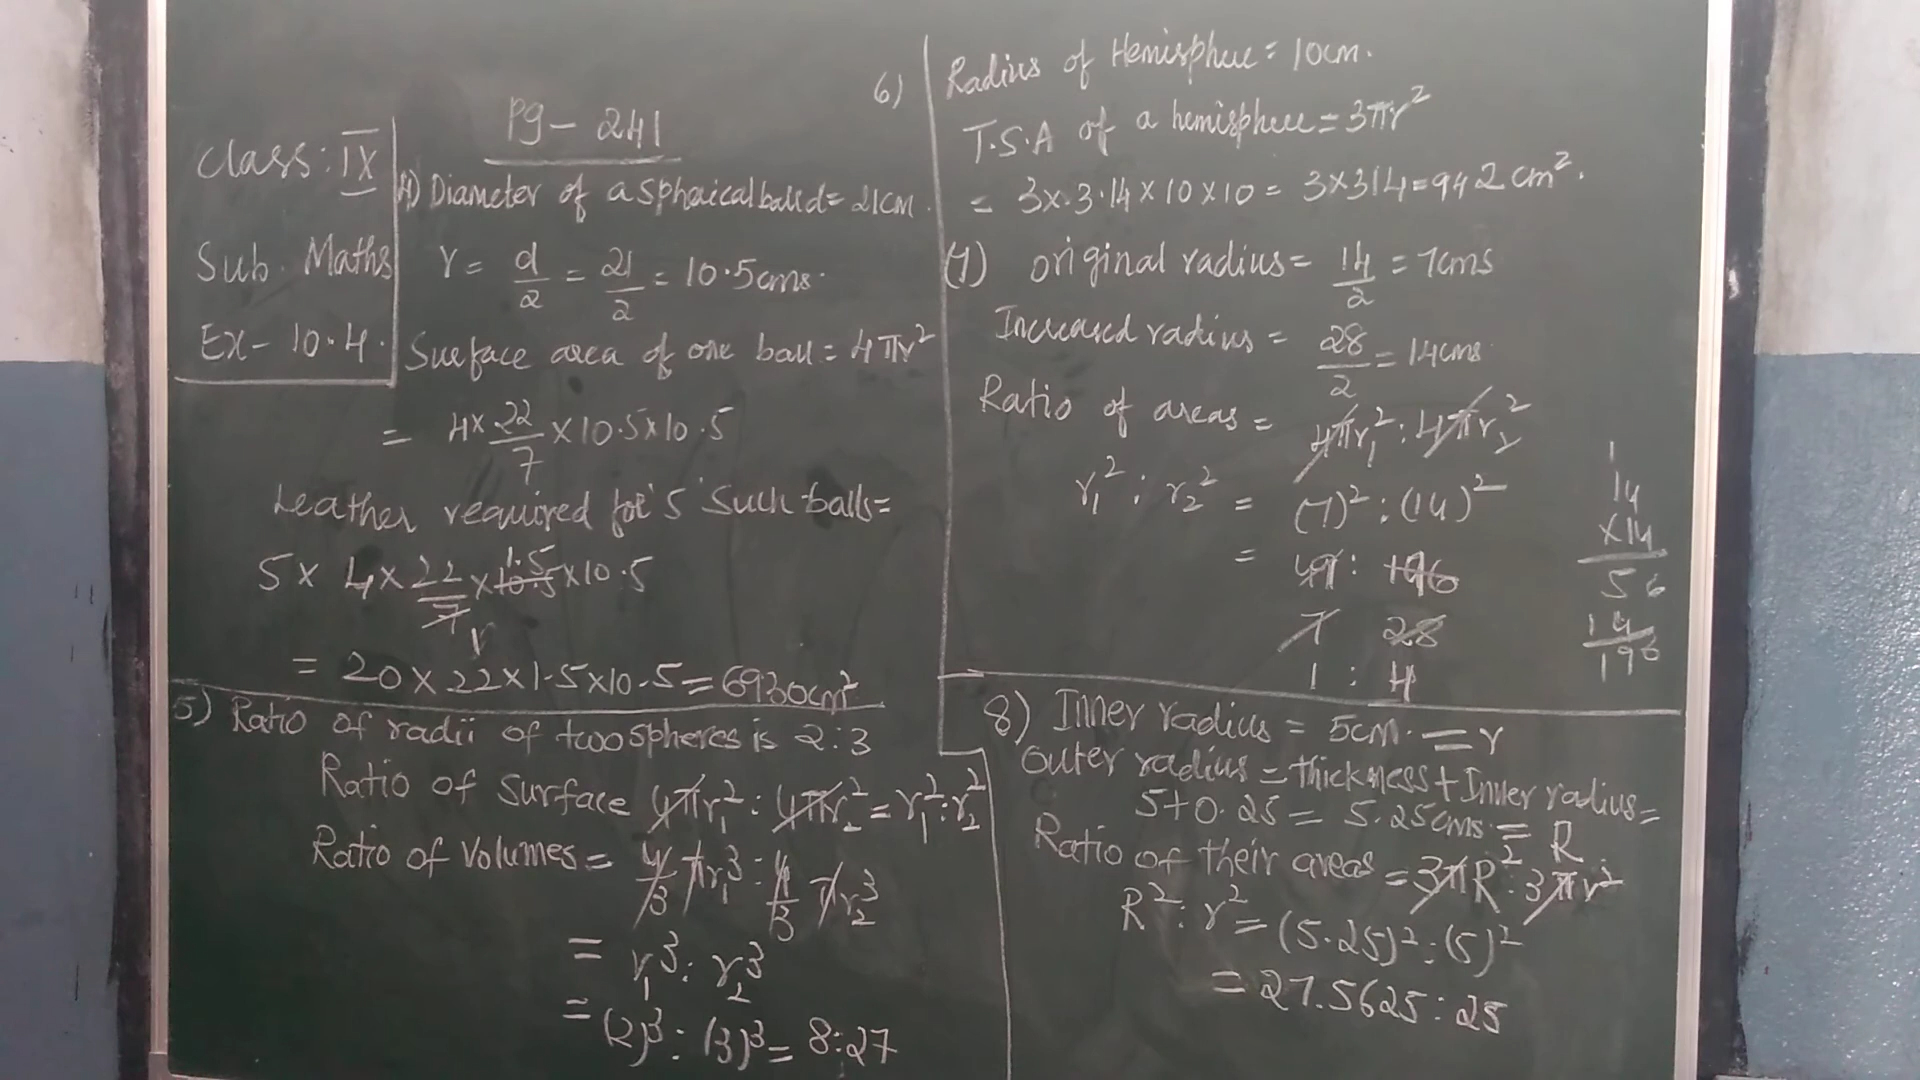 Class: IX
Sub. Maths
Ex- 10.4.
Pg- 241
4) Diameter of a spherical ball d= 21cm.
r= d/2 = 21/2 = 10.5cms.
Surface area of one ball = 4πr²
= 4×22/7×10.5×10.5
Leather required for 5 Such balls=
5× 4×22/7×10.5×10.5
1.5
1
= 20×22×1.5×10.5=6930cm²
5) Ratio of radii of two spheres is 2:3
Ratio of Surface 4πr₁²:4πr₂²=r₁²:r₂²
Ratio of Volumes= 4/3 πr₁³:4/3 πr₂³
= r₁³:r₂³
= (2)³: (3)³= 8:27
6) Radius of Hemisphere= 10cm.
T.S.A of a hemisphere=3πr²
= 3×3.14×10×10= 3×314=942cm².
(7) original radius= 14/2 =7cms
Increased radius= 28/2 =14cms
Ratio of areas = 4πr₁²:4πr₂²
r₁²: r₂² = (7)²:(14)²
= 49: 196
7 28
1 : 4
1
14
×14
56
14
196
8) Inner radius = 5cm.=r
Outer radius=thickness+Inner radius=
5+0.25= 5.25cms.= R
Ratio of their areas =3πR²:3πr²
R²:r²=(5.25)²:(5)²
=27.5625:25